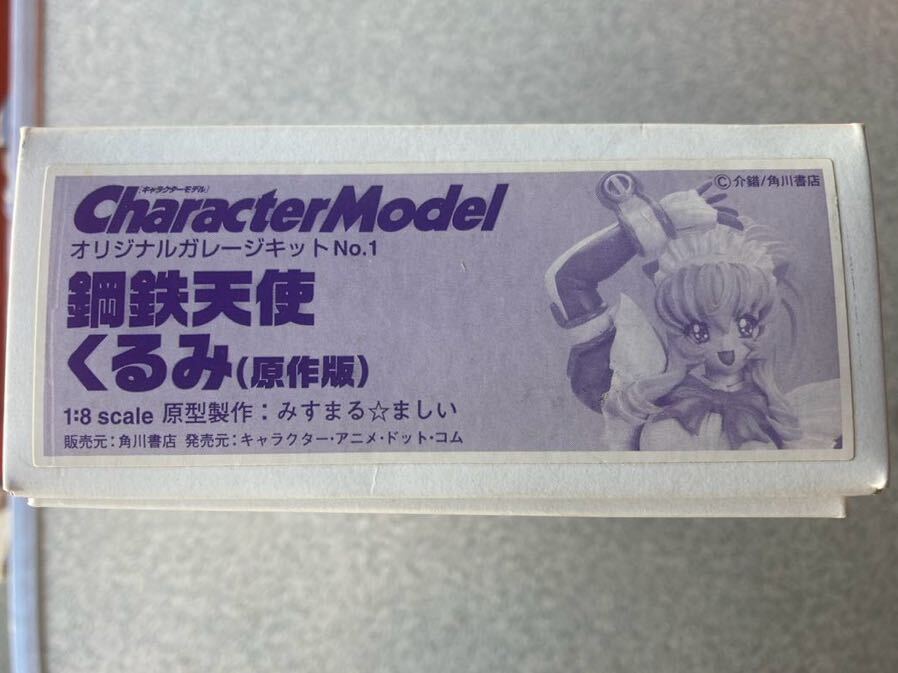 [キャラクターモデル]
CharacterModel
©介錯/角川書店
オリジナルガレージキットNo.1
鋼鉄天使
くるみ(原作版)
1:8 scale 原型製作:みすまる☆ましい
販売元:角川書店 発売元:キャラクター・アニメ・ドット・コム